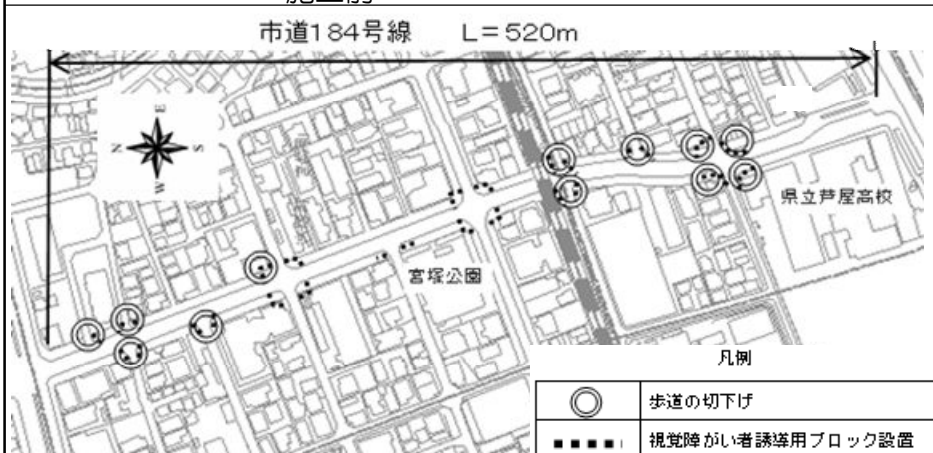 市道184号線 L=520m
E
N S
W
県立芦屋高校
宮塚公園
凡例
歩道の切下げ
視覚障がい者誘導用ブロック設置